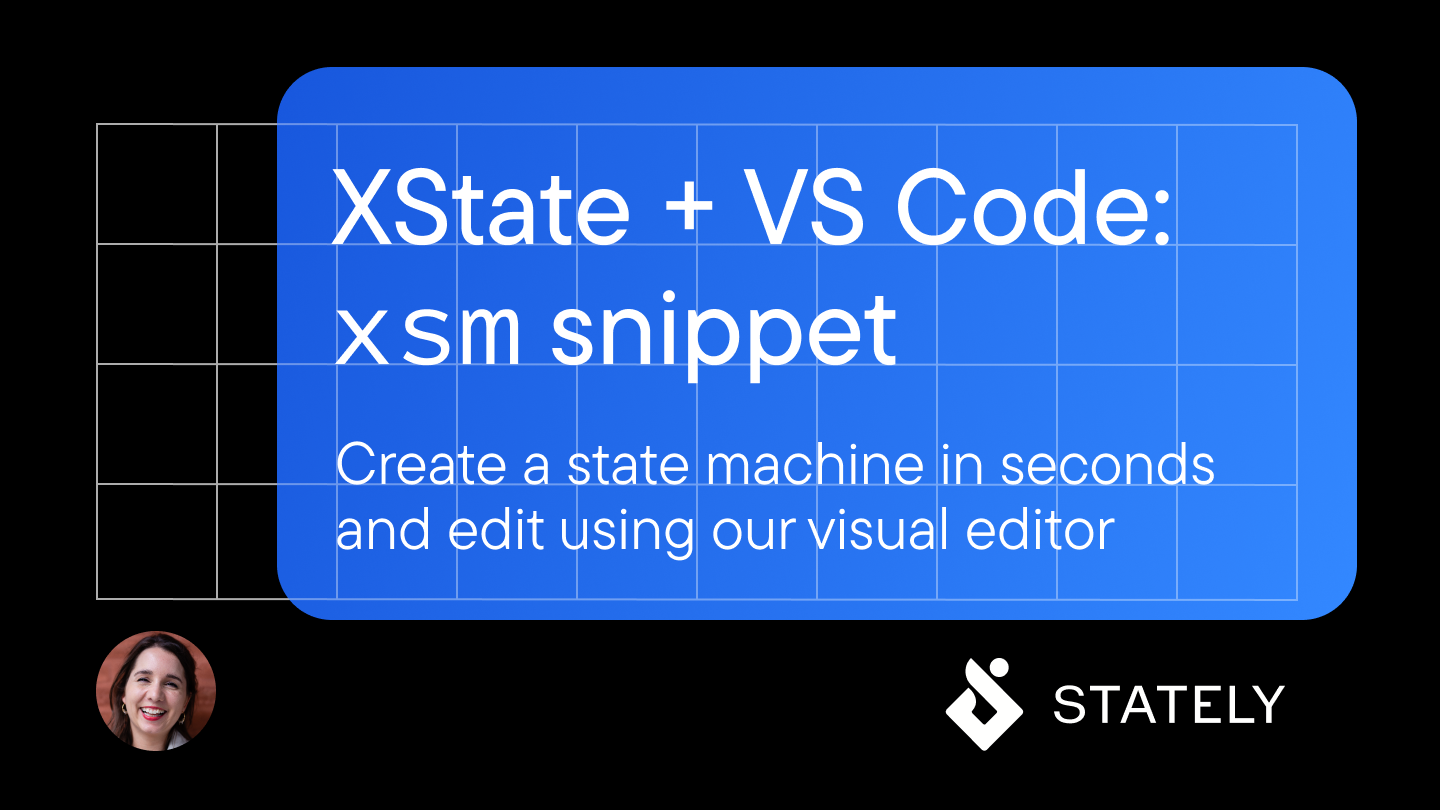 XState + VS Code:
xsm snippet
Create a state machine in seconds
and edit using our visual editor
STATELY